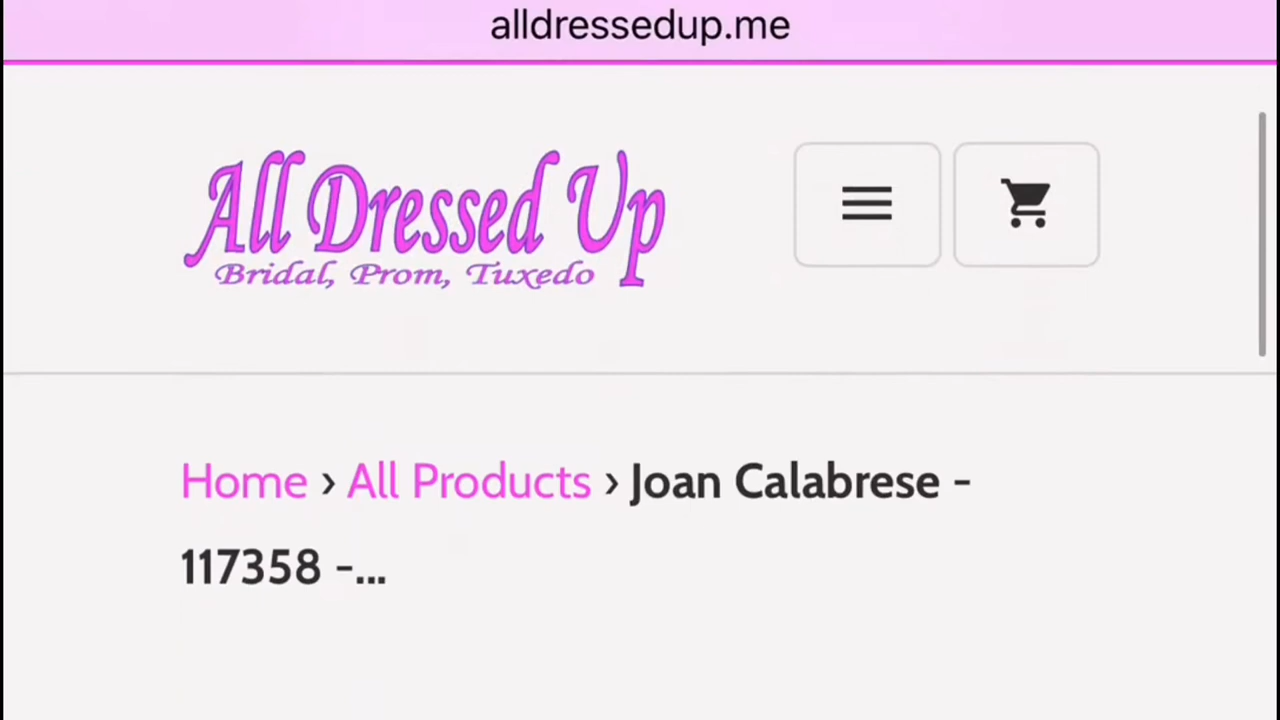 alldressedup.me
All Dressed Up
Bridal, Prom, Tuxedo
Home › All Products › Joan Calabrese -
117358 -...